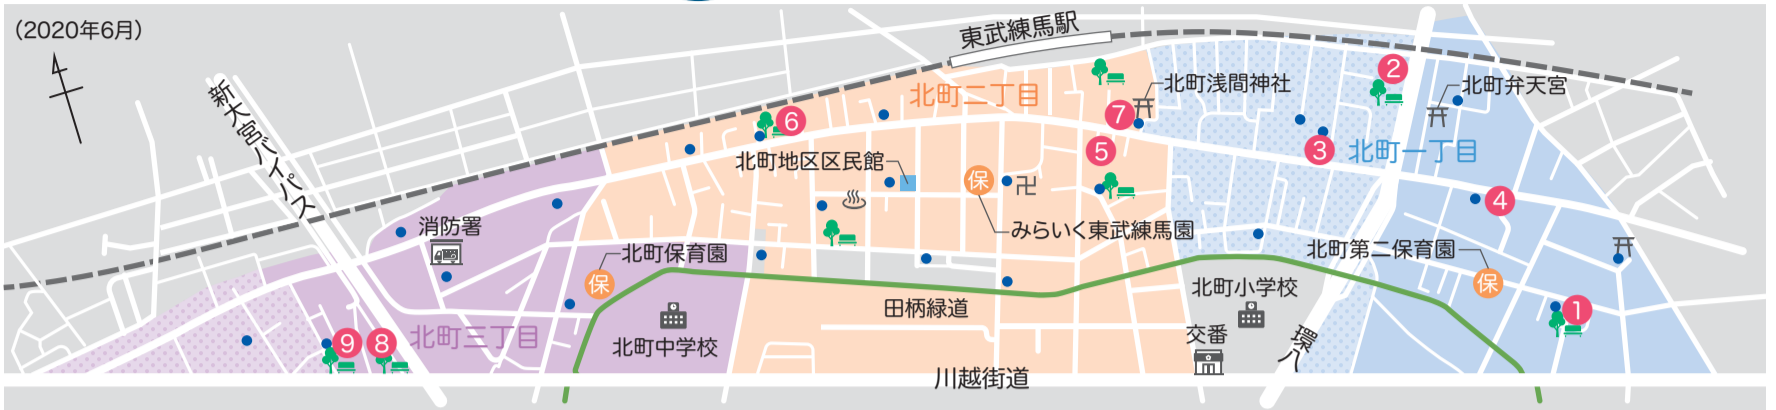 (2020年6月)
東武練馬駅
新大宮バイパス
北町二丁目
北町浅間神社
北町弁天宮
2
6
7
5
3
北町一丁目
北町地区区民館
保
卍
4
消防署
みらいく東武練馬園
北町保育園
保
北町第二保育園
保
北町小学校
田柄緑道
1
環八
北町三丁目
9
8
北町中学校
交番
川越街道